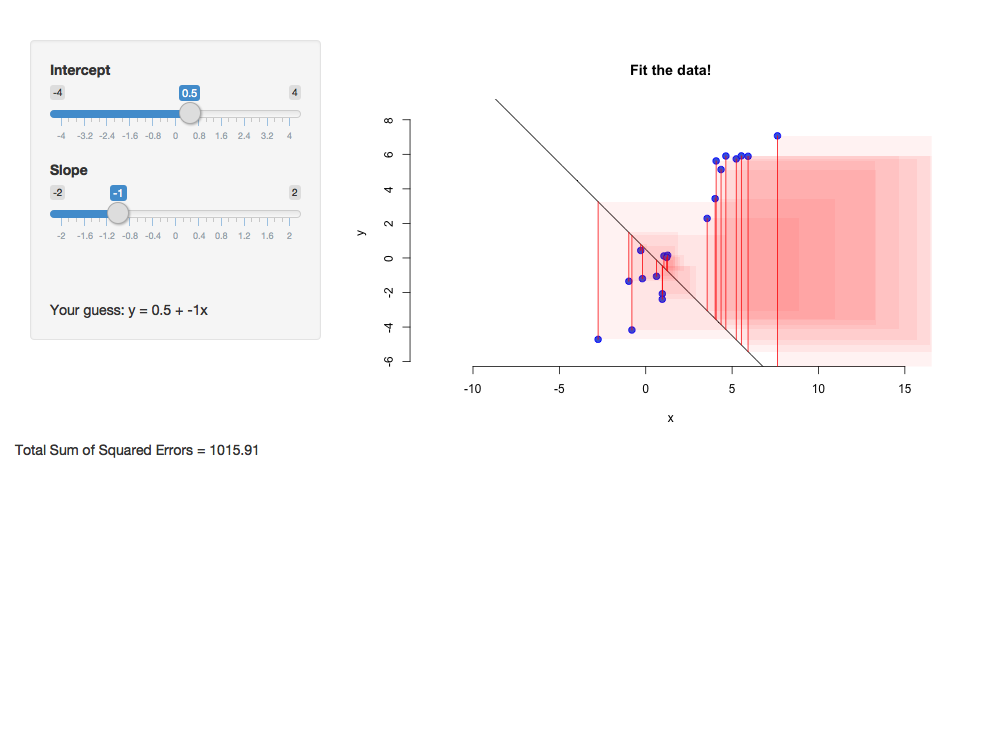 Intercept
-4 0.5 4
-4 -3.2 -2.4 -1.6 -0.8 0 0.8 1.6 2.4 3.2 4
Slope
-2 -1 2
-2 -1.6 -1.2 -0.8 -0.4 0 0.4 0.8 1.2 1.6 2
Your guess: y = 0.5 + -1x
Fit the data!
y
8
6
4
2
0
-2
-4
-6
-10 -5 0 5 10 15
x
Total Sum of Squared Errors = 1015.91